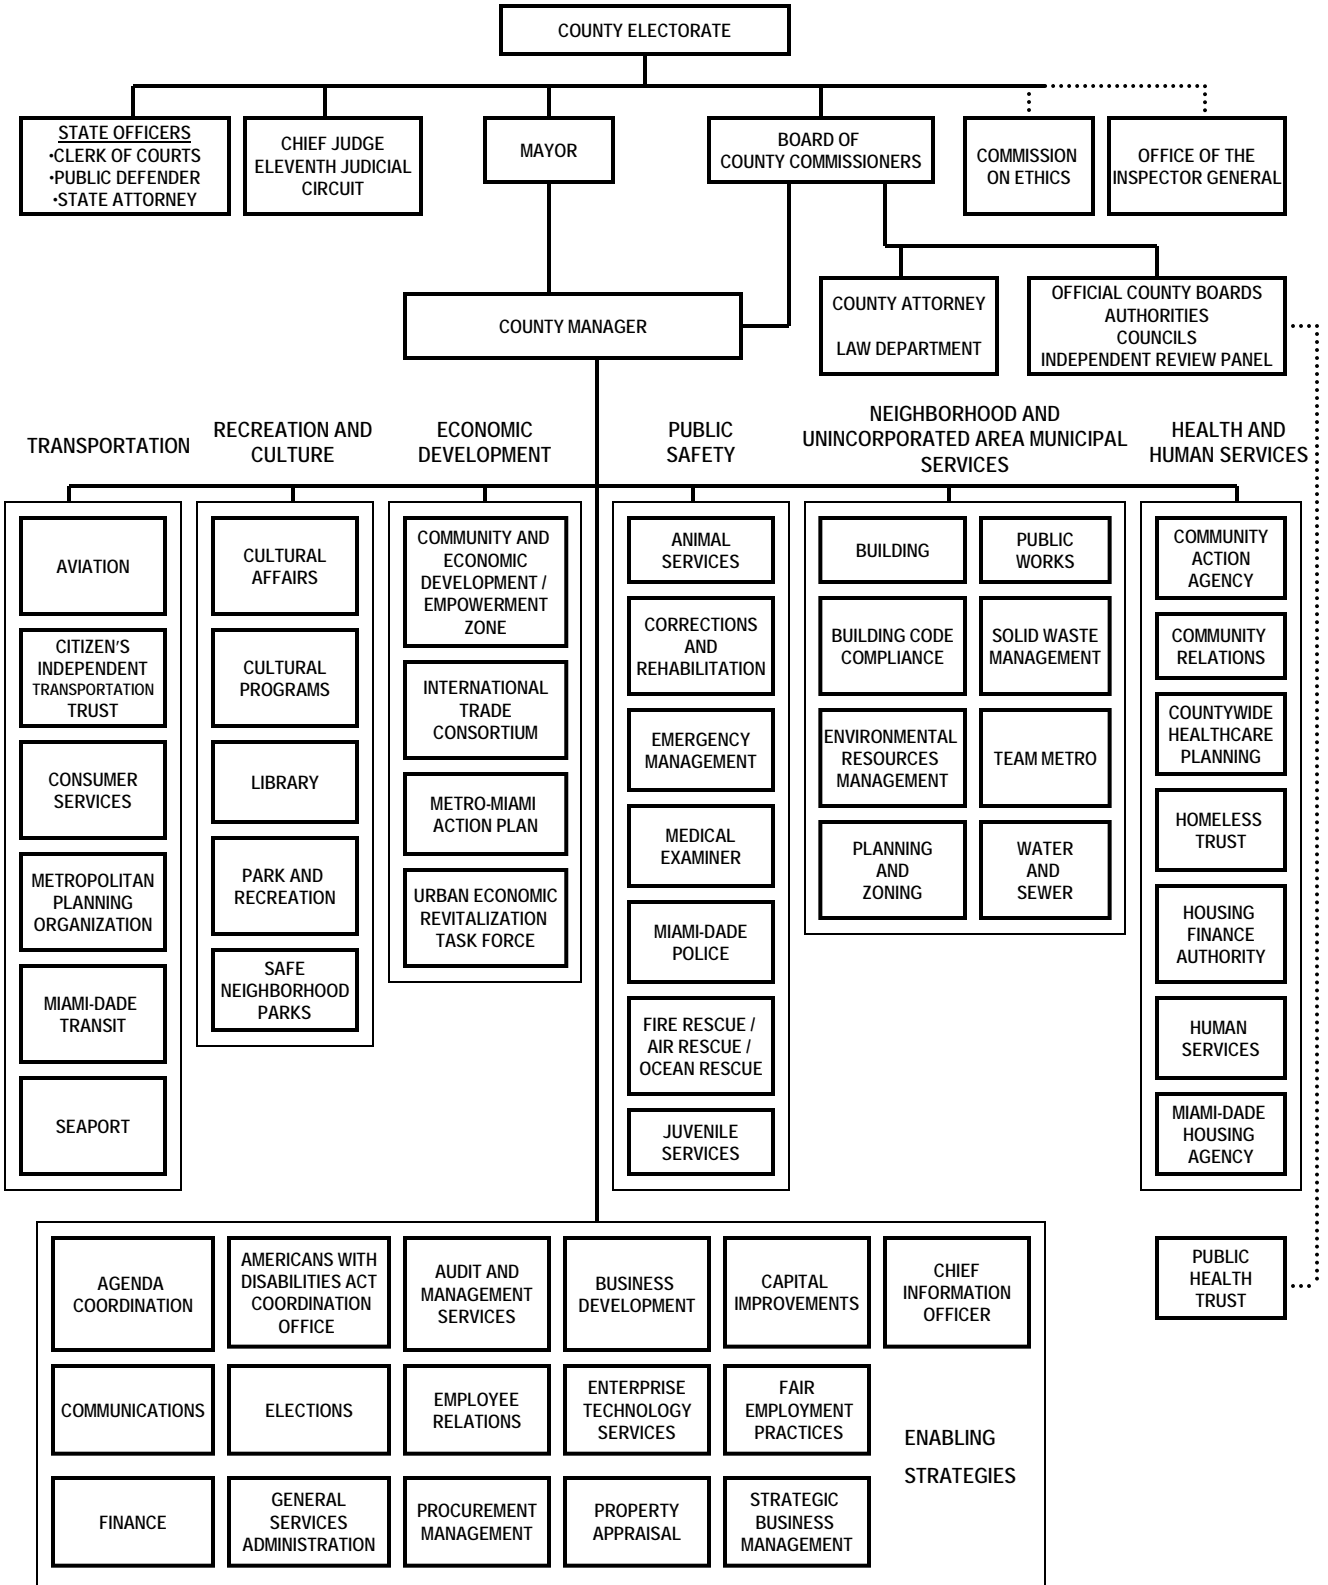 COUNTY ELECTORATE
STATE OFFICERS
•CLERK OF COURTS
•PUBLIC DEFENDER
•STATE ATTORNEY
CHIEF JUDGE
ELEVENTH JUDICIAL
CIRCUIT
MAYOR
BOARD OF
COUNTY COMMISSIONERS
COMMISSION
ON ETHICS
OFFICE OF THE
INSPECTOR GENERAL
COUNTY MANAGER
COUNTY ATTORNEY
LAW DEPARTMENT
OFFICIAL COUNTY BOARDS
AUTHORITIES
COUNCILS
INDEPENDENT REVIEW PANEL
TRANSPORTATION
AVIATION
CITIZEN'S
INDEPENDENT
TRANSPORTATION
TRUST
CONSUMER
SERVICES
METROPOLITAN
PLANNING
ORGANIZATION
MIAMI-DADE
TRANSIT
SEAPORT
RECREATION AND
CULTURE
CULTURAL
AFFAIRS
CULTURAL
PROGRAMS
LIBRARY
PARK AND
RECREATION
SAFE
NEIGHBORHOOD
PARKS
ECONOMIC
DEVELOPMENT
COMMUNITY AND
ECONOMIC
DEVELOPMENT /
EMPOWERMENT
ZONE
INTERNATIONAL
TRADE
CONSORTIUM
METRO-MIAMI
ACTION PLAN
URBAN ECONOMIC
REVITALIZATION
TASK FORCE
PUBLIC
SAFETY
ANIMAL
SERVICES
CORRECTIONS
AND
REHABILITATION
EMERGENCY
MANAGEMENT
MEDICAL
EXAMINER
MIAMI-DADE
POLICE
FIRE RESCUE /
AIR RESCUE /
OCEAN RESCUE
JUVENILE
SERVICES
NEIGHBORHOOD AND
UNINCORPORATED AREA MUNICIPAL
SERVICES
BUILDING
PUBLIC
WORKS
BUILDING CODE
COMPLIANCE
SOLID WASTE
MANAGEMENT
ENVIRONMENTAL
RESOURCES
MANAGEMENT
TEAM METRO
PLANNING
AND
ZONING
WATER
AND
SEWER
HEALTH AND
HUMAN SERVICES
COMMUNITY
ACTION
AGENCY
COMMUNITY
RELATIONS
COUNTYWIDE
HEALTHCARE
PLANNING
HOMELESS
TRUST
HOUSING
FINANCE
AUTHORITY
HUMAN
SERVICES
MIAMI-DADE
HOUSING
AGENCY
PUBLIC
HEALTH
TRUST
AGENDA
COORDINATION
AMERICANS WITH
DISABILITIES ACT
COORDINATION
OFFICE
AUDIT AND
MANAGEMENT
SERVICES
BUSINESS
DEVELOPMENT
CAPITAL
IMPROVEMENTS
CHIEF
INFORMATION
OFFICER
COMMUNICATIONS
ELECTIONS
EMPLOYEE
RELATIONS
ENTERPRISE
TECHNOLOGY
SERVICES
FAIR
EMPLOYMENT
PRACTICES
ENABLING
STRATEGIES
FINANCE
GENERAL
SERVICES
ADMINISTRATION
PROCUREMENT
MANAGEMENT
PROPERTY
APPRAISAL
STRATEGIC
BUSINESS
MANAGEMENT